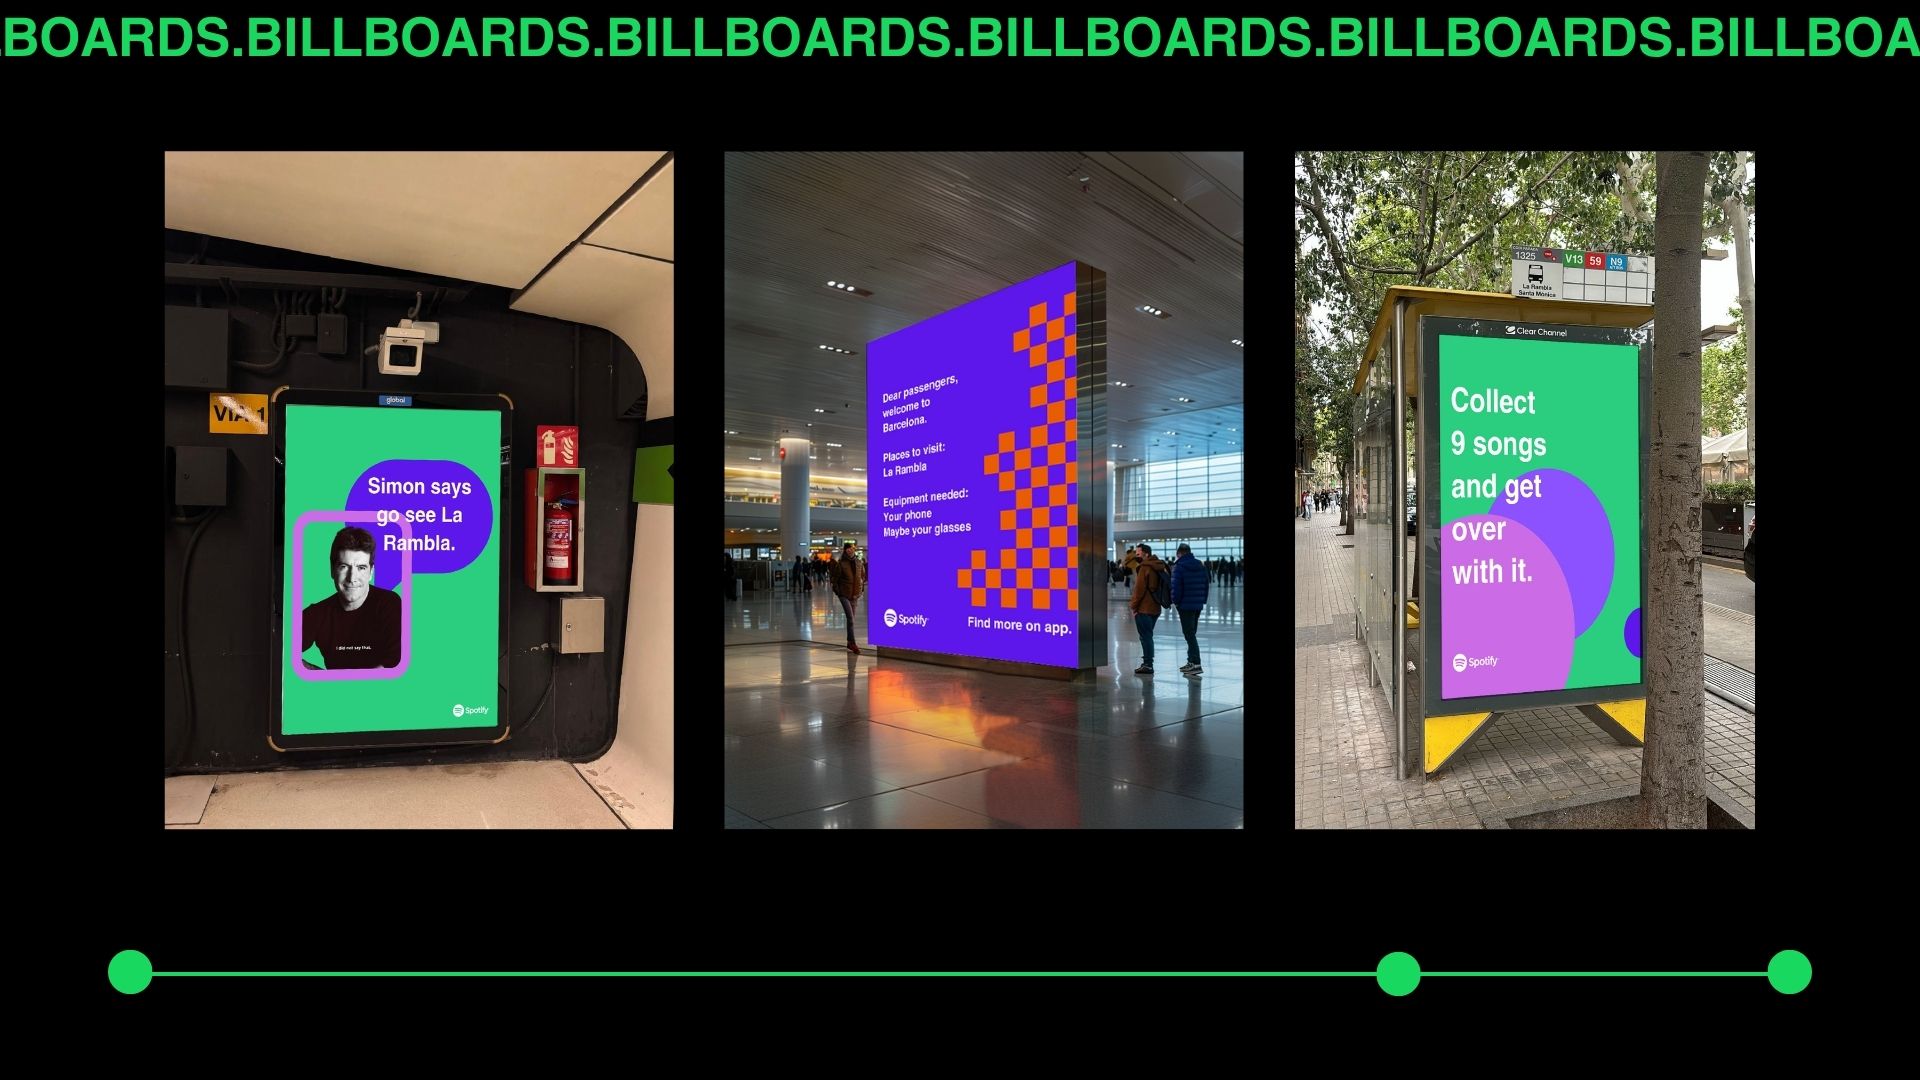 LBOARDS.BILLBOARDS.BILLBOARDS.BILLBOARDS.BILLBOARDS.BILLBOA
VIA 1
global
Simon says
go see La
Rambla.
I did not say that.
Spotify
Dear passengers,
welcome to
Barcelona.
Places to visit:
La Rambla
Equipment needed:
Your phone
Maybe your glasses
Spotify
Find more on app.
1325
V13
59
N9
La Rambla
Santa Mònica
Clear Channel
Collect
9 songs
and get
over
with it.
Spotify